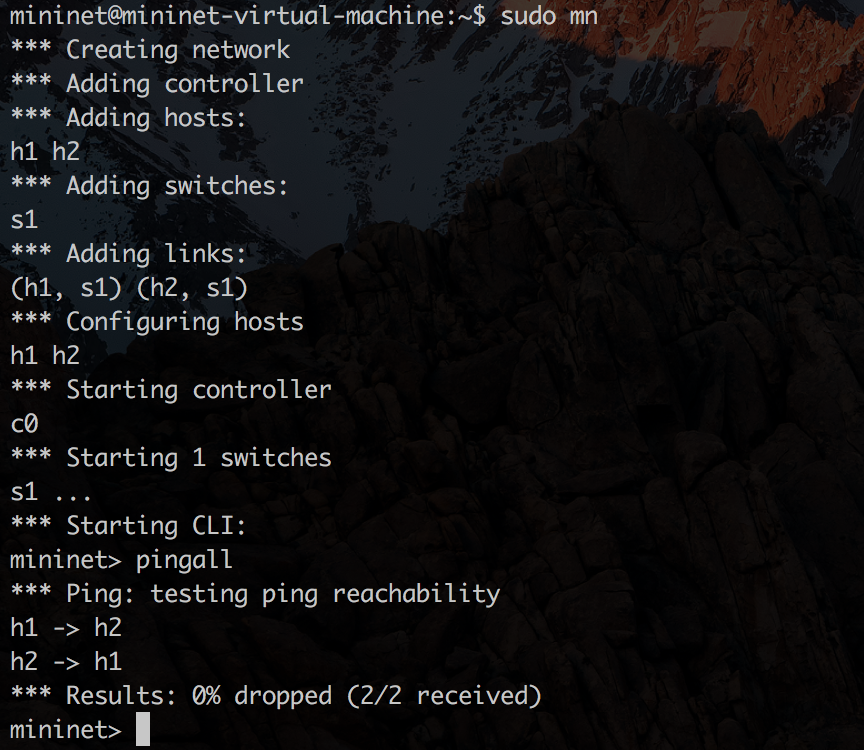 mininet@mininet-virtual-machine:~$ sudo mn
*** Creating network
*** Adding controller
*** Adding hosts:
h1 h2
*** Adding switches:
s1
*** Adding links:
(h1, s1) (h2, s1)
*** Configuring hosts
h1 h2
*** Starting controller
c0
*** Starting 1 switches
s1 ...
*** Starting CLI:
mininet> pingall
*** Ping: testing ping reachability
h1 -> h2
h2 -> h1
*** Results: 0% dropped (2/2 received)
mininet>